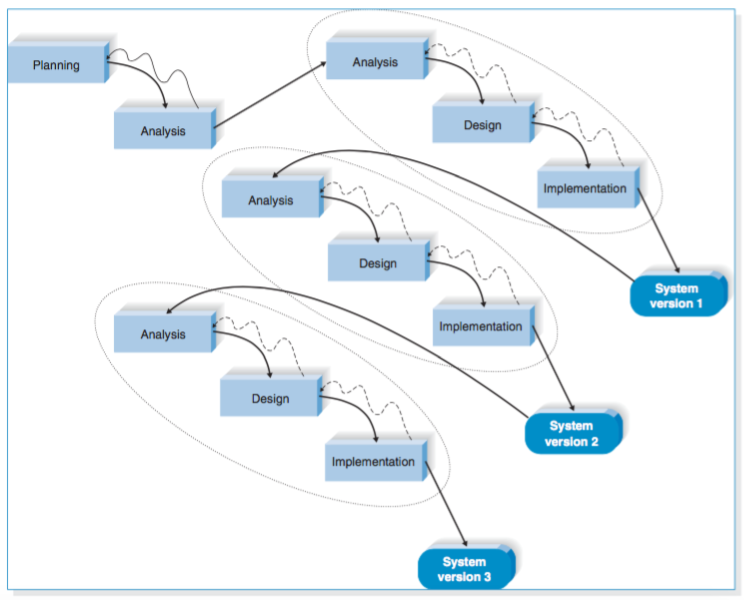 Planning
Analysis
Analysis
Design
Implementation
System
version 1
Analysis
Design
Implementation
System
version 2
Analysis
Design
Implementation
System
version 3